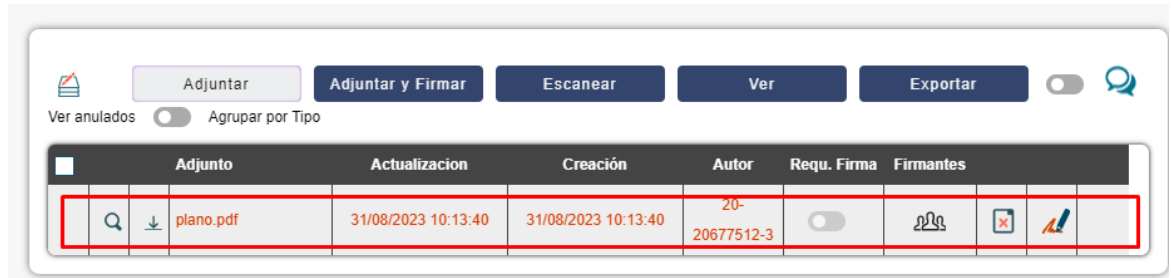 Adjuntar Adjuntar y Firmar Escanear Ver Exportar
Ver anulados Agrupar por Tipo
Adjunto Actualizacion Creación Autor Requ. Firma Firmantes
plano.pdf 31/08/2023 10:13:40 31/08/2023 10:13:40 20-
20677512-3